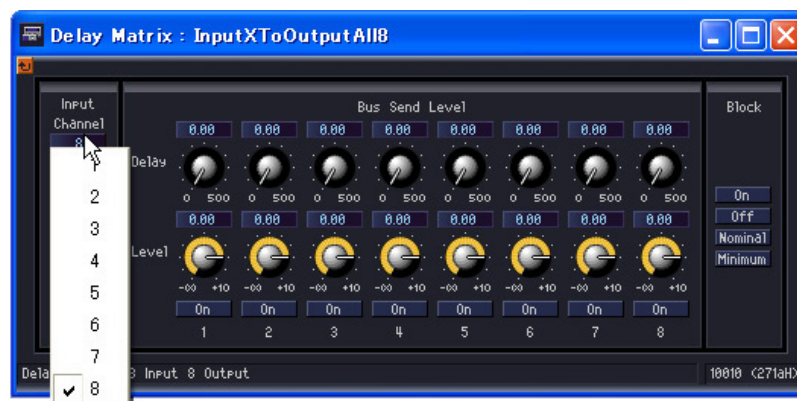 Delay Matrix : InputXToOutputAll8
Input
Channel
8
1
2
3
4
5
6
7
8
Bus Send Level
0.00 0.00 0.00 0.00 0.00 0.00 0.00 0.00
Delay
0 500 0 500 0 500 0 500 0 500 0 500 0 500 0 500
0.00 0.00 0.00 0.00 0.00 0.00 0.00 0.00
Level
-∞ +10 -∞ +10 -∞ +10 -∞ +10 -∞ +10 -∞ +10 -∞ +10 -∞ +10
On On On On On On On On
1 2 3 4 5 6 7 8
Block
On
Off
Nominal
Minimum
Input 8 Output
10010 (271aH)